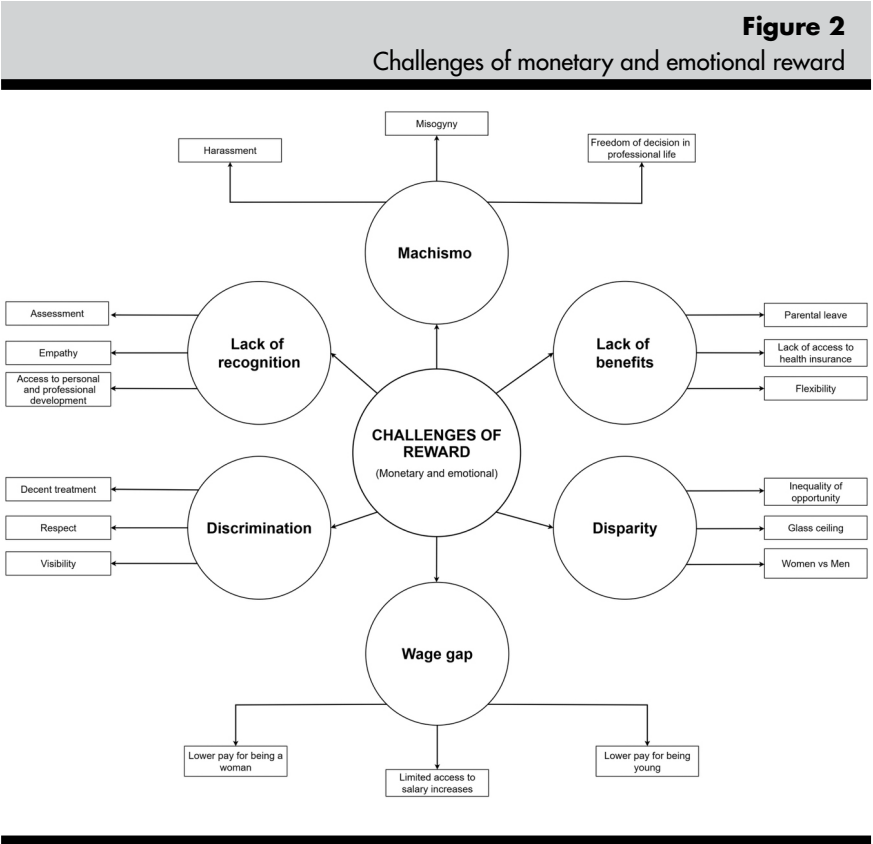 Figure 2
Challenges of monetary and emotional reward
Misogyny
Harassment
Freedom of decision in
professional life
Machismo
Assessment
Empathy
Access to personal
and professional
development
Lack of
recognition
Lack of
benefits
Parental leave
Lack of access to
health insurance
Flexibility
CHALLENGES OF
REWARD
(Monetary and emotional)
Decent treatment
Respect
Visibility
Discrimination
Disparity
Inequality of
opportunity
Glass ceiling
Women vs Men
Wage gap
Lower pay for being a
woman
Limited access to
salary increases
Lower pay for being
young